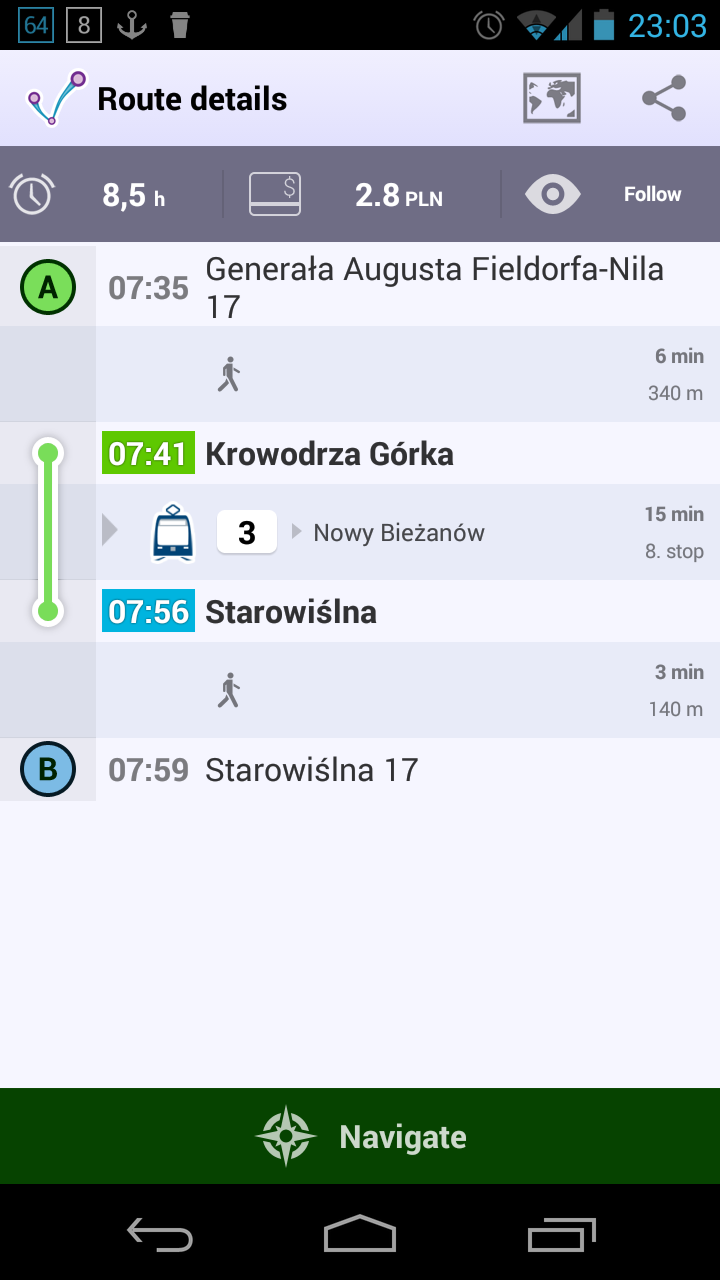 64 8 23:03
Route details
8,5 h 2.8 PLN Follow
A 07:35 Generała Augusta Fieldorfa-Nila
17
6 min
340 m
07:41 Krowodrza Górka
3 Nowy Bieżanów
15 min
8. stop
07:56 Starowiślna
3 min
140 m
B 07:59 Starowiślna 17
Navigate